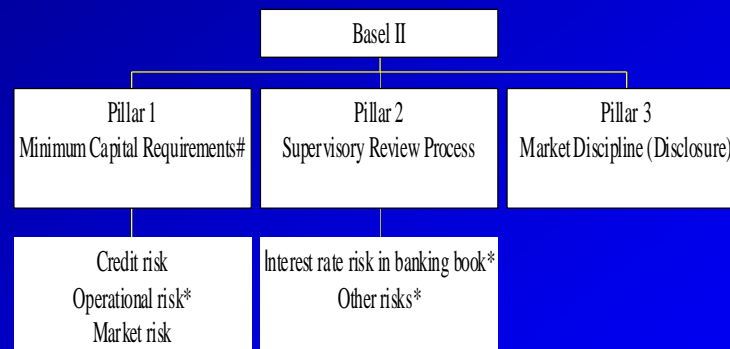 Basel II
Pillar 1
Minimum Capital Requirements#
Pillar 2
Supervisory Review Process
Pillar 3
Market Discipline (Disclosure)
Credit risk
Operational risk*
Market risk
Interest rate risk in banking book*
Other risks*